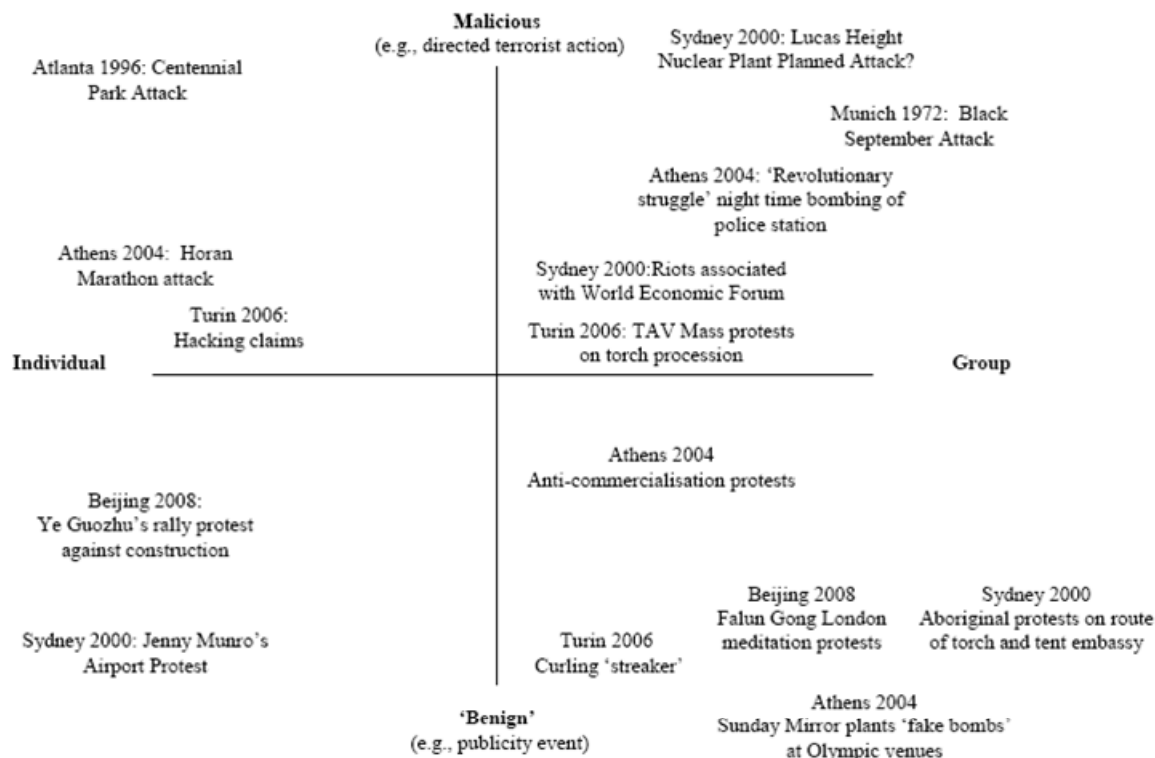 Malicious
(e.g., directed terrorist action)
Sydney 2000: Lucas Height
Nuclear Plant Planned Attack?
Atlanta 1996: Centennial
Park Attack
Munich 1972: Black
September Attack
Athens 2004: ‘Revolutionary
struggle’ night time bombing of
police station
Athens 2004: Horan
Marathon attack
Sydney 2000:Riots associated
with World Economic Forum
Turin 2006:
Hacking claims
Turin 2006: TAV Mass protests
on torch procession
Individual
Group
Athens 2004
Anti-commercialisation protests
Beijing 2008:
Ye Guozhu’s rally protest
against construction
Beijing 2008
Falun Gong London
meditation protests
Sydney 2000
Aboriginal protests on route
of torch and tent embassy
Sydney 2000: Jenny Munro’s
Airport Protest
Turin 2006
Curling ‘streaker’
‘Benign’
(e.g., publicity event)
Athens 2004
Sunday Mirror plants ‘fake bombs’
at Olympic venues